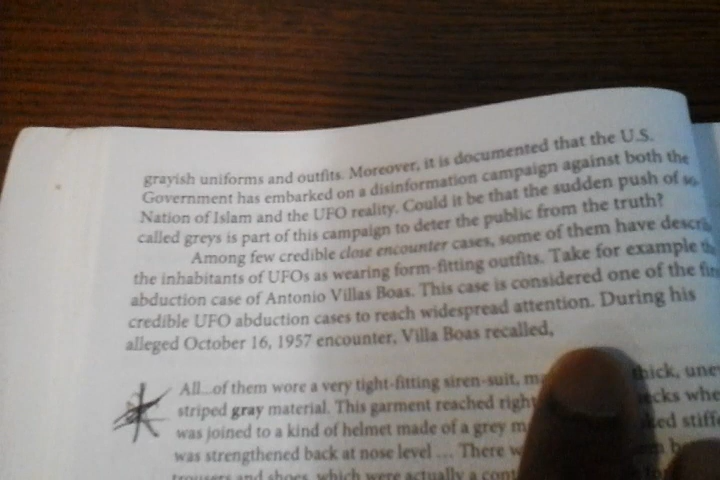 grayish uniforms and outfits. Moreover, it is documented that the U.S.
Government has embarked on a disinformation campaign against both the
Nation of Islam and the UFO reality. Could it be that the sudden push of so-
called greys is part of this campaign to deter the public from the truth?
Among few credible close encounter cases, some of them have
the inhabitants of UFOs as wearing form-fitting outfits. Take for example
abduction case of Antonio Villas Boas. This case is considered one of the
credible UFO abduction cases to reach widespread attention. During his
alleged October 16, 1957 encounter, Villa Boas recalled,
All...of them wore a very tight-fitting siren-suit, thick,
striped gray material. This garment reached right
was joined to a kind of helmet made of a grey
was strengthened back at nose level ... There
trousers and shoes, which were actually a